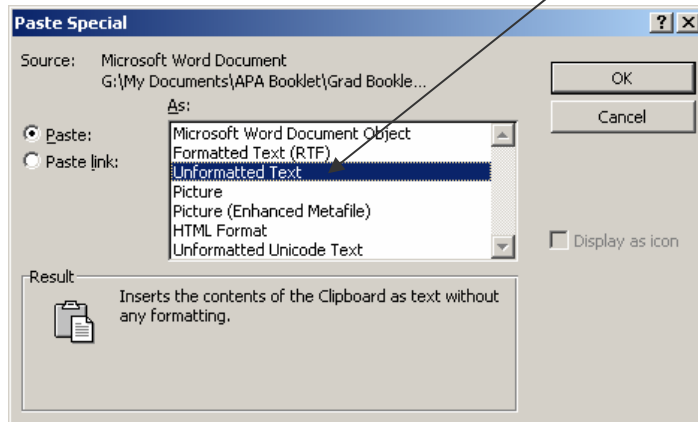 Paste Special
Source: Microsoft Word Document
G:\My Documents\APA Booklet\Grad Bookle...
As:
Paste:
Paste link:
Microsoft Word Document Object
Formatted Text (RTF)
Unformatted Text
Picture
Picture (Enhanced Metafile)
HTML Format
Unformatted Unicode Text
OK
Cancel
Display as icon
Result
Inserts the contents of the Clipboard as text without
any formatting.